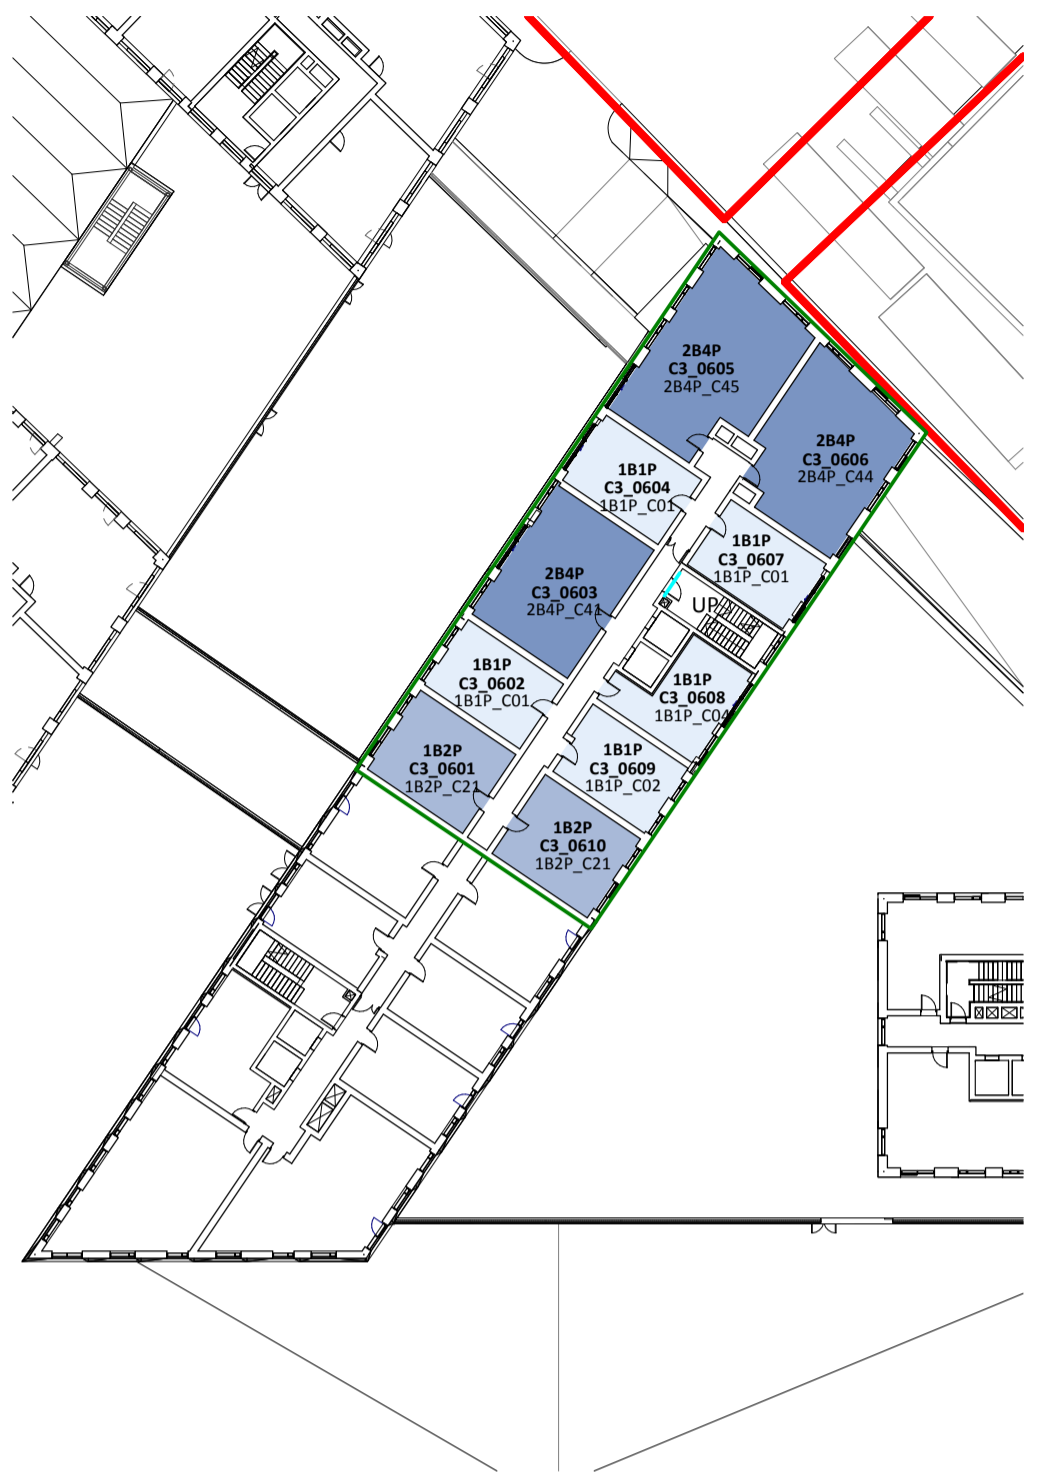 2B4P
C3_0605
2B4P_C45
2B4P
C3_0606
2B4P_C44
1B1P
C3_0604
1B1P_C01
1B1P
C3_0607
1B1P_C01
2B4P
C3_0603
2B4P_C41
UP
1B1P
C3_0602
1B1P_C01
1B1P
C3_0608
1B1P_C04
1B2P
C3_0601
1B2P_C21
1B1P
C3_0609
1B1P_C02
1B2P
C3_0610
1B2P_C21